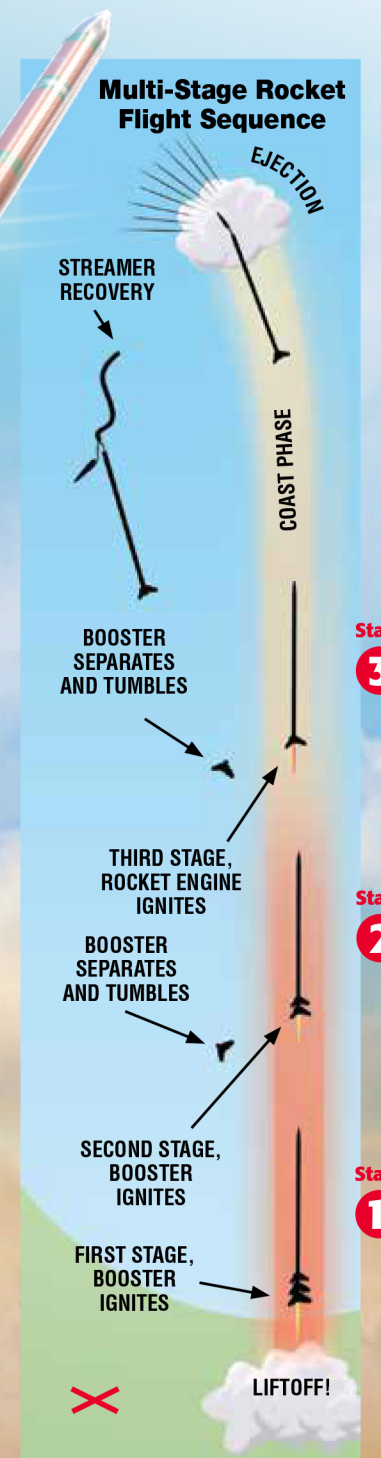 Multi-Stage Rocket
Flight Sequence
EJECTION
STREAMER
RECOVERY
COAST PHASE
BOOSTER
SEPARATES
AND TUMBLES
3
THIRD STAGE,
ROCKET ENGINE
IGNITES
2
BOOSTER
SEPARATES
AND TUMBLES
SECOND STAGE,
BOOSTER
IGNITES
1
FIRST STAGE,
BOOSTER
IGNITES
LIFTOFF!